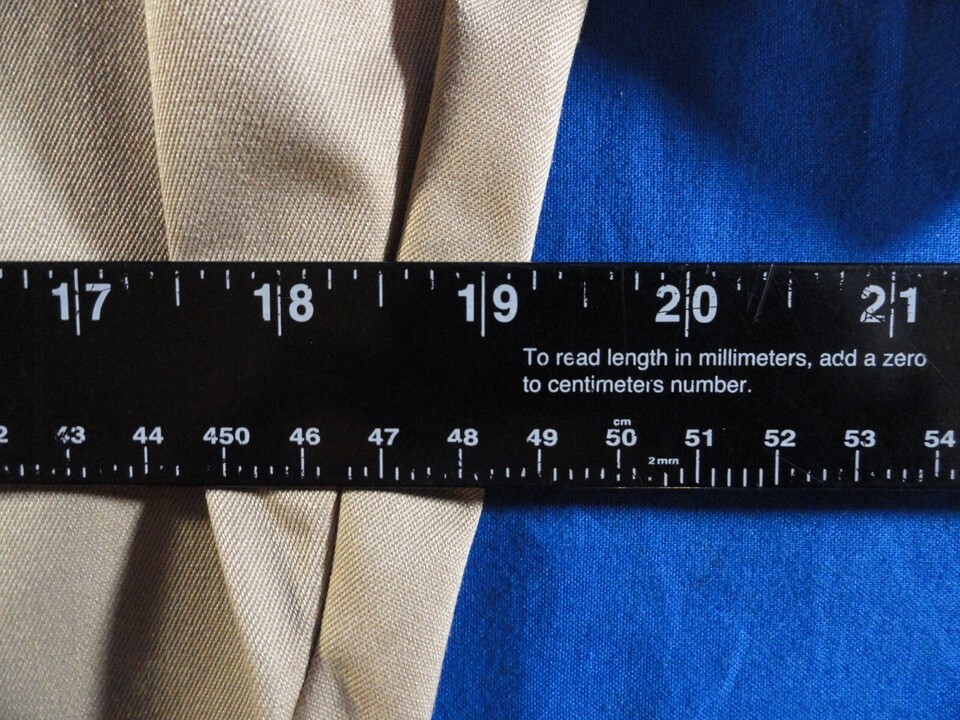 17 18 19 20 21
To read length in millimeters, add a zero
to centimeters number.
cm
2 43 44 450 46 47 48 49 50 51 52 53 54
2mm